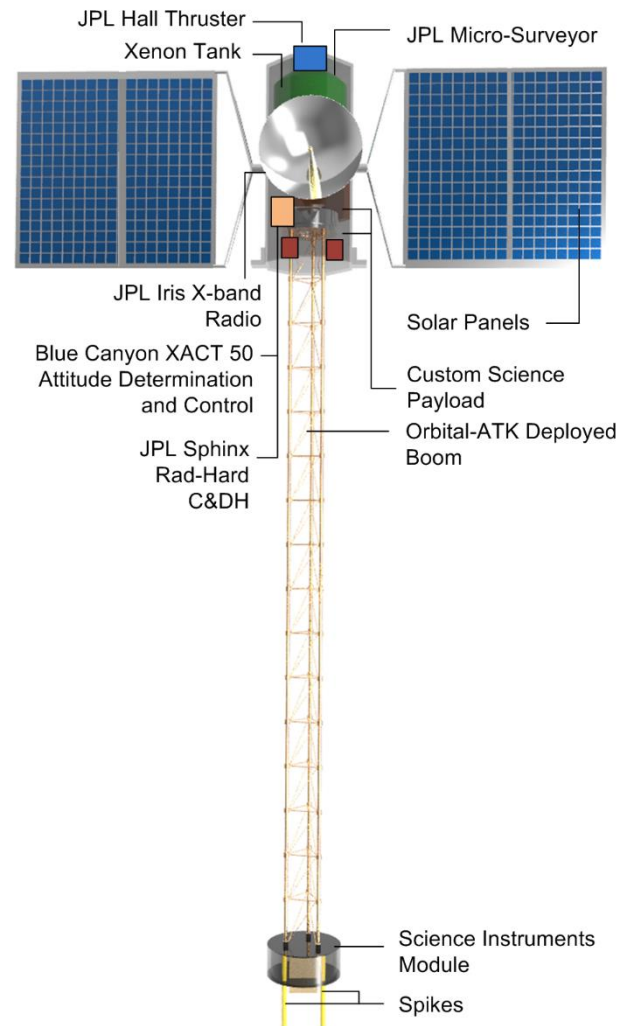 JPL Hall Thruster
Xenon Tank
JPL Micro-Surveyor
JPL Iris X-band
Radio
Blue Canyon XACT 50
Attitude Determination
and Control
JPL Sphinx
Rad-Hard
C&DH
Solar Panels
Custom Science
Payload
Orbital-ATK Deployed
Boom
Science Instruments
Module
Spikes